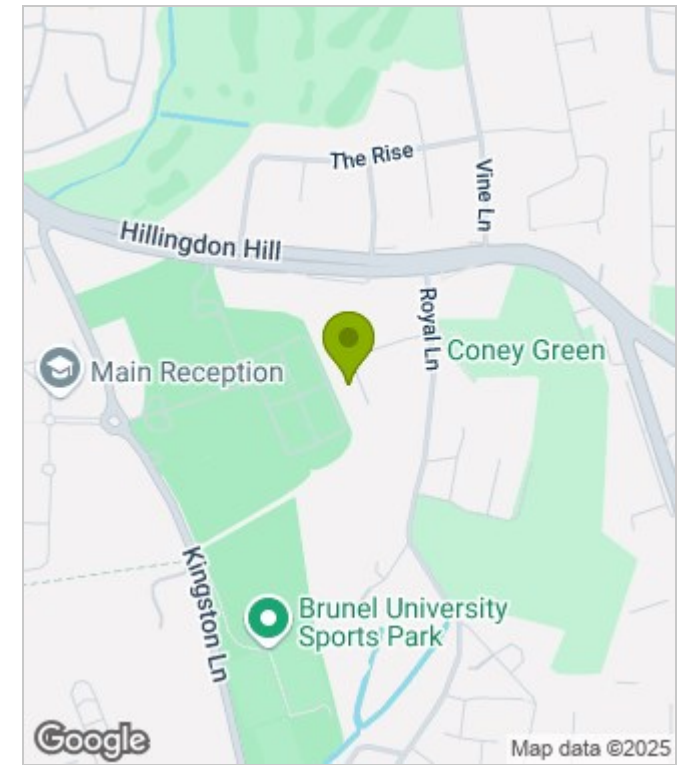 The Rise
Vine Ln
Hillingdon Hill
Royal Ln
Coney Green
Main Reception
Kingston Ln
Brunel University
Sports Park
Google
Map data ©2025